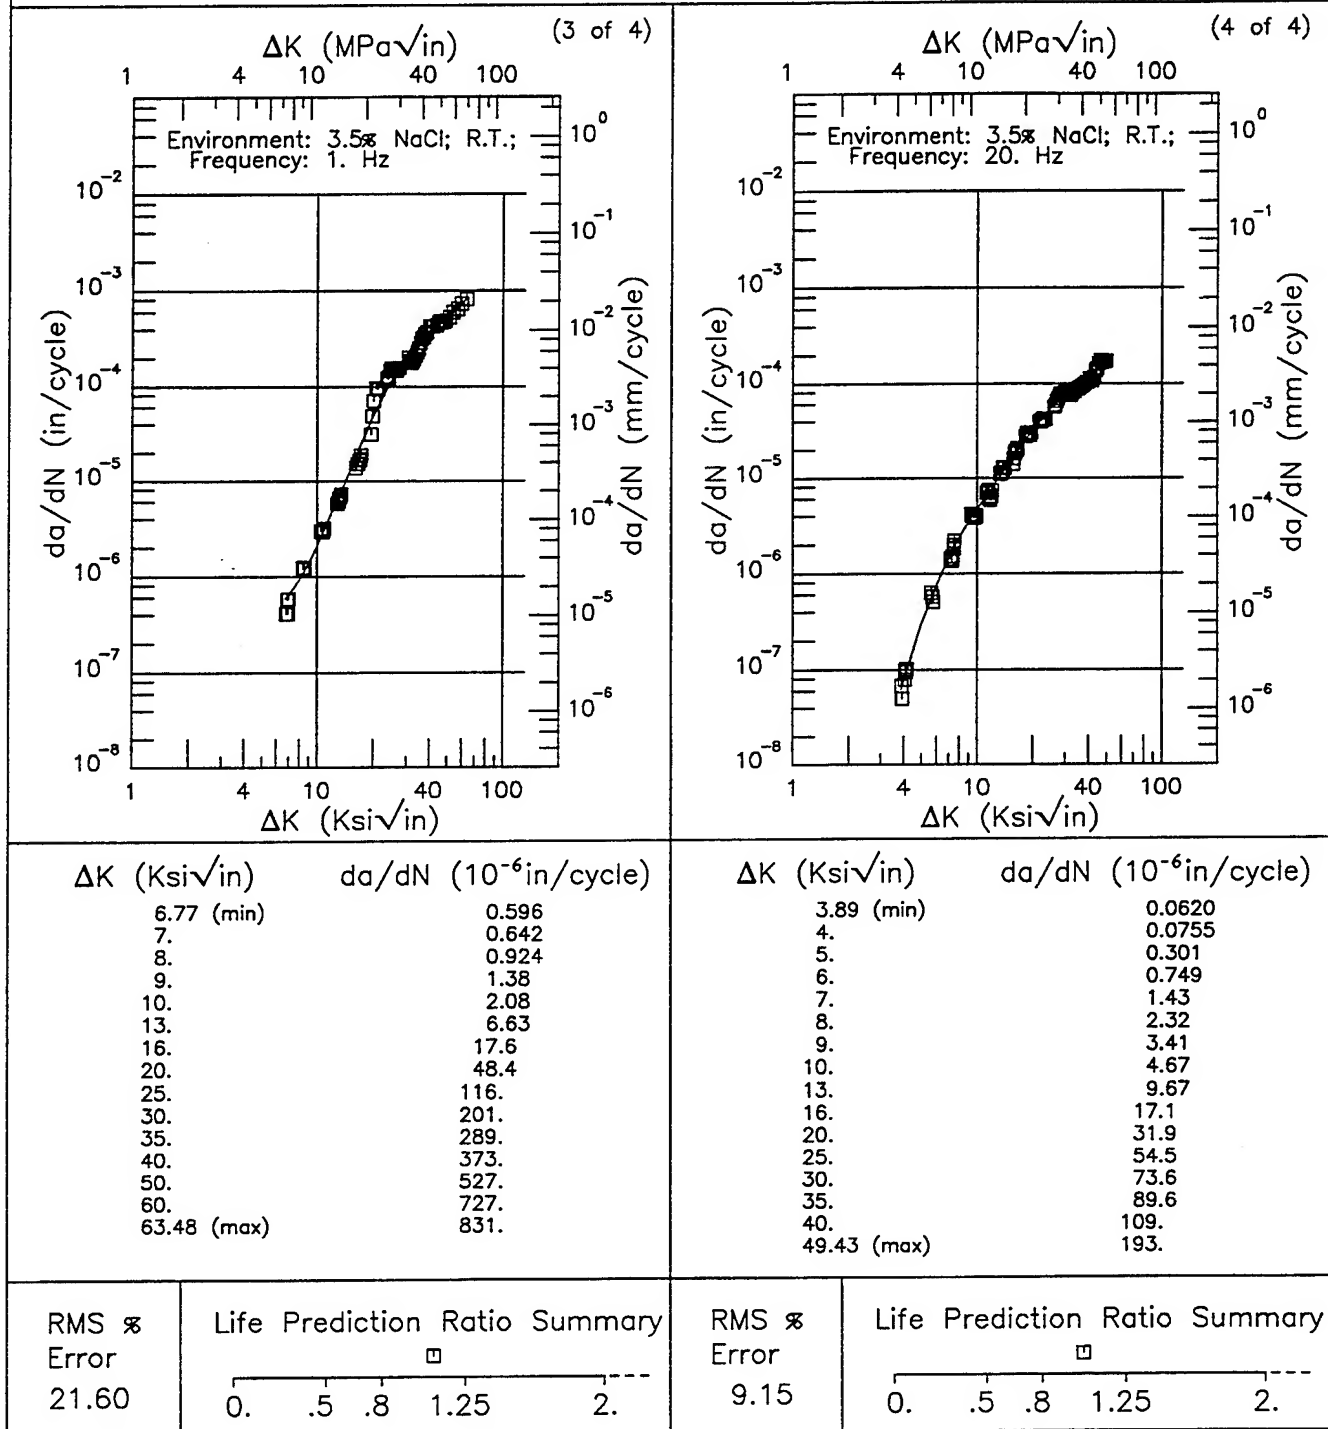 (3 of 4)
ΔK (MPa√in)
1 4 10 40 100
Environment: 3.5% NaCl; R.T.;
Frequency: 1. Hz
da/dN (in/cycle)
10⁻²
10⁻³
10⁻⁴
10⁻⁵
10⁻⁶
10⁻⁷
10⁻⁸
10⁰
10⁻¹
10⁻²
10⁻³
10⁻⁴
10⁻⁵
10⁻⁶
da/dN (mm/cycle)
1 4 10 40 100
ΔK (Ksi√in)
ΔK (Ksi√in) da/dN (10⁻⁶in/cycle)
6.77 (min) 0.596
7. 0.642
8. 0.924
9. 1.38
10. 2.08
13. 6.63
16. 17.6
20. 48.4
25. 116.
30. 201.
35. 289.
40. 373.
50. 527.
60. 727.
63.48 (max) 831.
RMS %
Error
21.60
Life Prediction Ratio Summary
0. .5 .8 1.25 2.
(4 of 4)
ΔK (MPa√in)
1 4 10 40 100
Environment: 3.5% NaCl; R.T.;
Frequency: 20. Hz
da/dN (in/cycle)
10⁻²
10⁻³
10⁻⁴
10⁻⁵
10⁻⁶
10⁻⁷
10⁻⁸
10⁰
10⁻¹
10⁻²
10⁻³
10⁻⁴
10⁻⁵
10⁻⁶
da/dN (mm/cycle)
1 4 10 40 100
ΔK (Ksi√in)
ΔK (Ksi√in) da/dN (10⁻⁶in/cycle)
3.89 (min) 0.0620
4. 0.0755
5. 0.301
6. 0.749
7. 1.43
8. 2.32
9. 3.41
10. 4.67
13. 9.67
16. 17.1
20. 31.9
25. 54.5
30. 73.6
35. 89.6
40. 109.
49.43 (max) 193.
RMS %
Error
9.15
Life Prediction Ratio Summary
0. .5 .8 1.25 2.